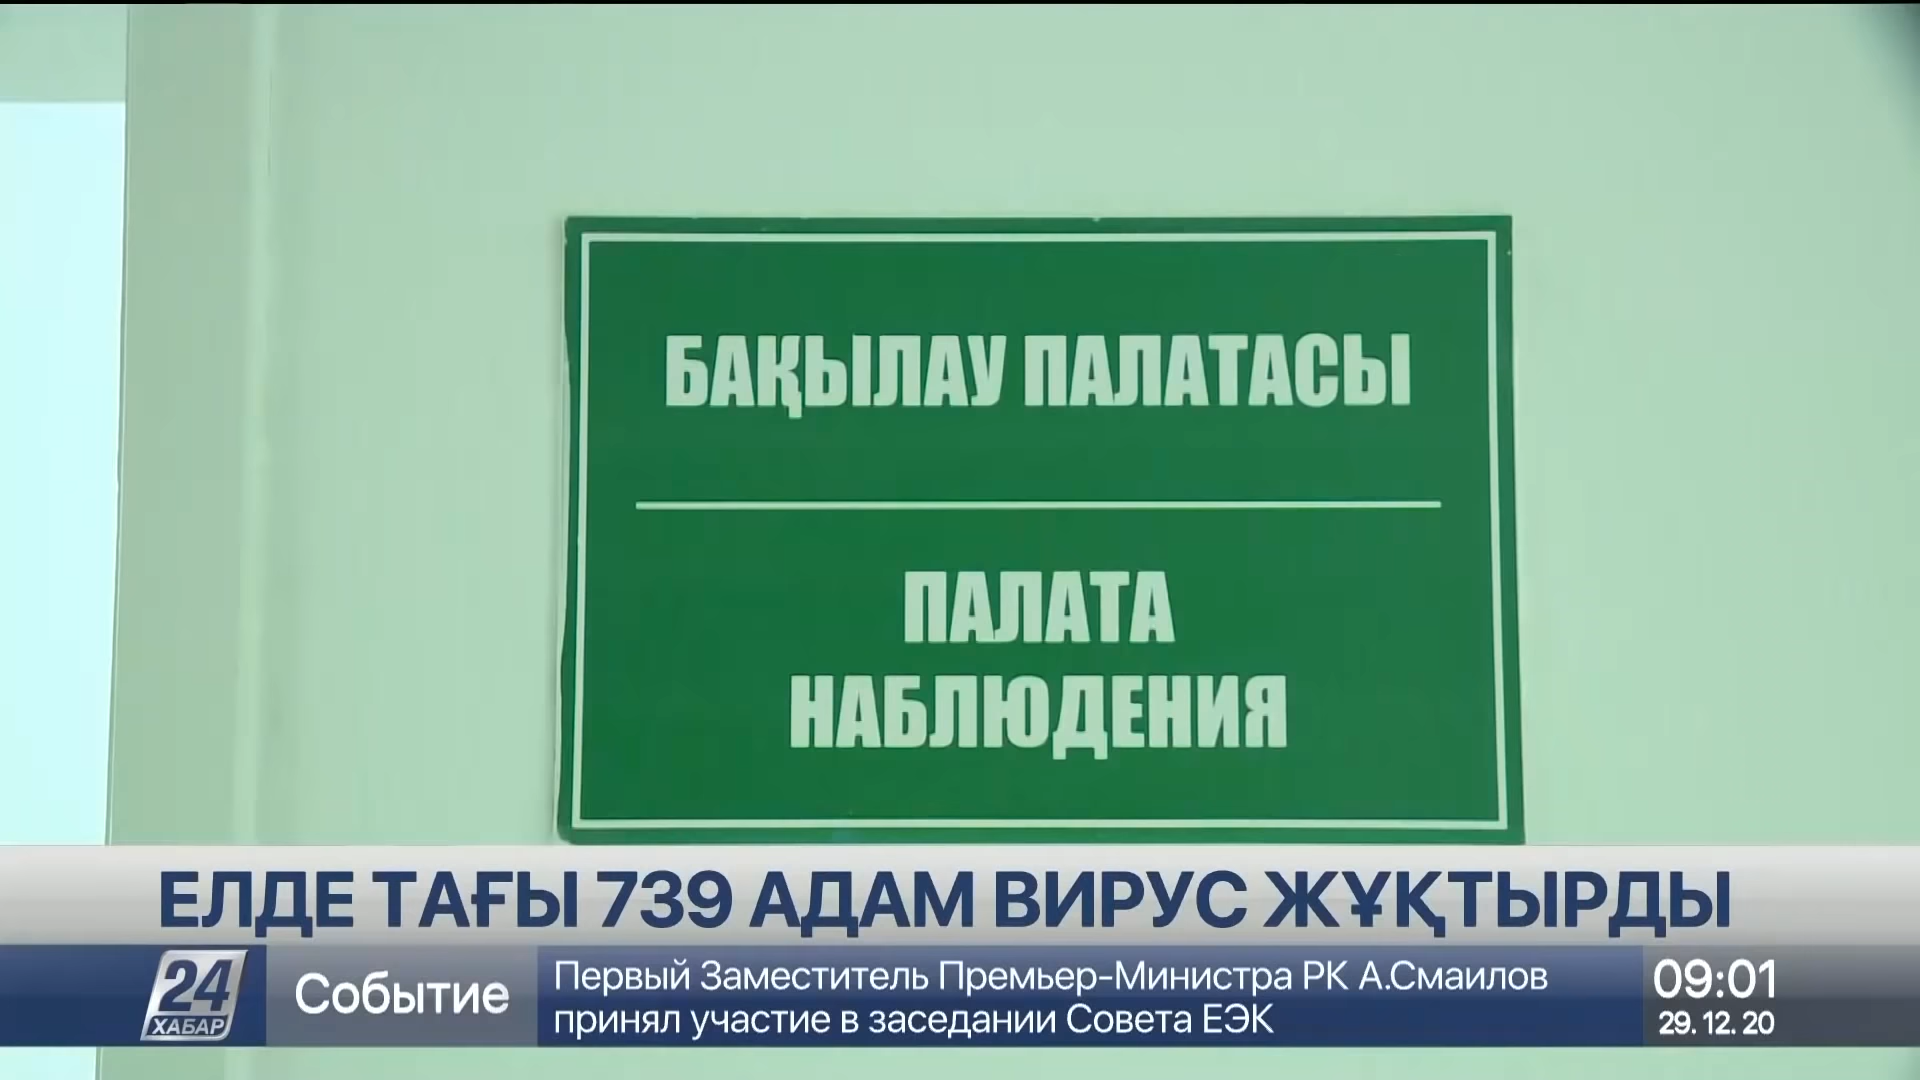 БАҚЫЛАУ ПАЛАТАСЫ
ПАЛАТА
НАБЛЮДЕНИЯ
ЕЛДЕ ТАҒЫ 739 АДАМ ВИРУС ЖҰҚТЫРДЫ
24
ХАБАР
Событие
Первый Заместитель Премьер-Министра РК А.Смаилов
принял участие в заседании Совета ЕЭК
09:01
29. 12. 20